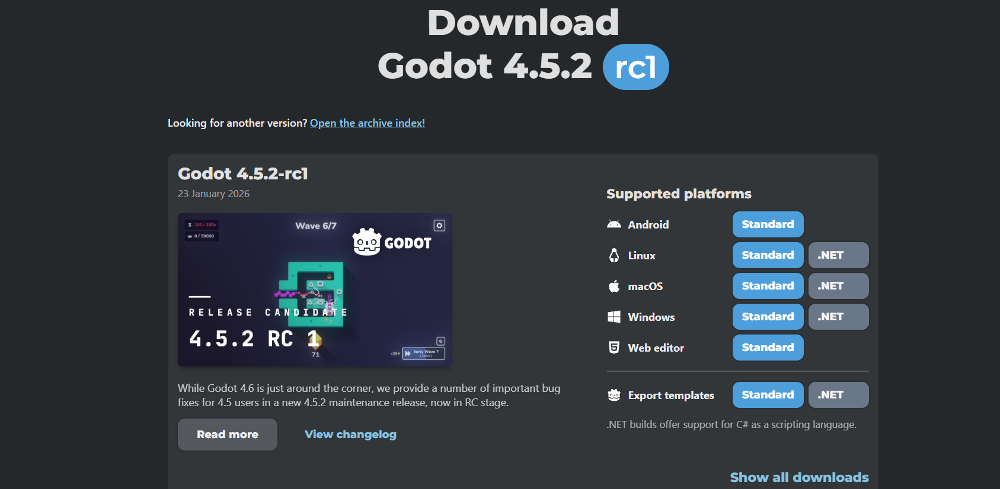 Download
Godot 4.5.2 rc1
Looking for another version? Open the archive index!
Godot 4.5.2-rc1
23 January 2026
100 / 100s
0 / 50000
Wave 6/7
GODOT
RELEASE CANDIDATE
4.5.2 RC 1
71
+29
Early Wave 7
[ Space ]
While Godot 4.6 is just around the corner, we provide a number of important bug
fixes for 4.5 users in a new 4.5.2 maintenance release, now in RC stage.
Read more
View changelog
Supported platforms
Android Standard
Linux Standard .NET
macOS Standard .NET
Windows Standard .NET
Web editor Standard
Export templates Standard .NET
.NET builds offer support for C# as a scripting language.
Show all downloads